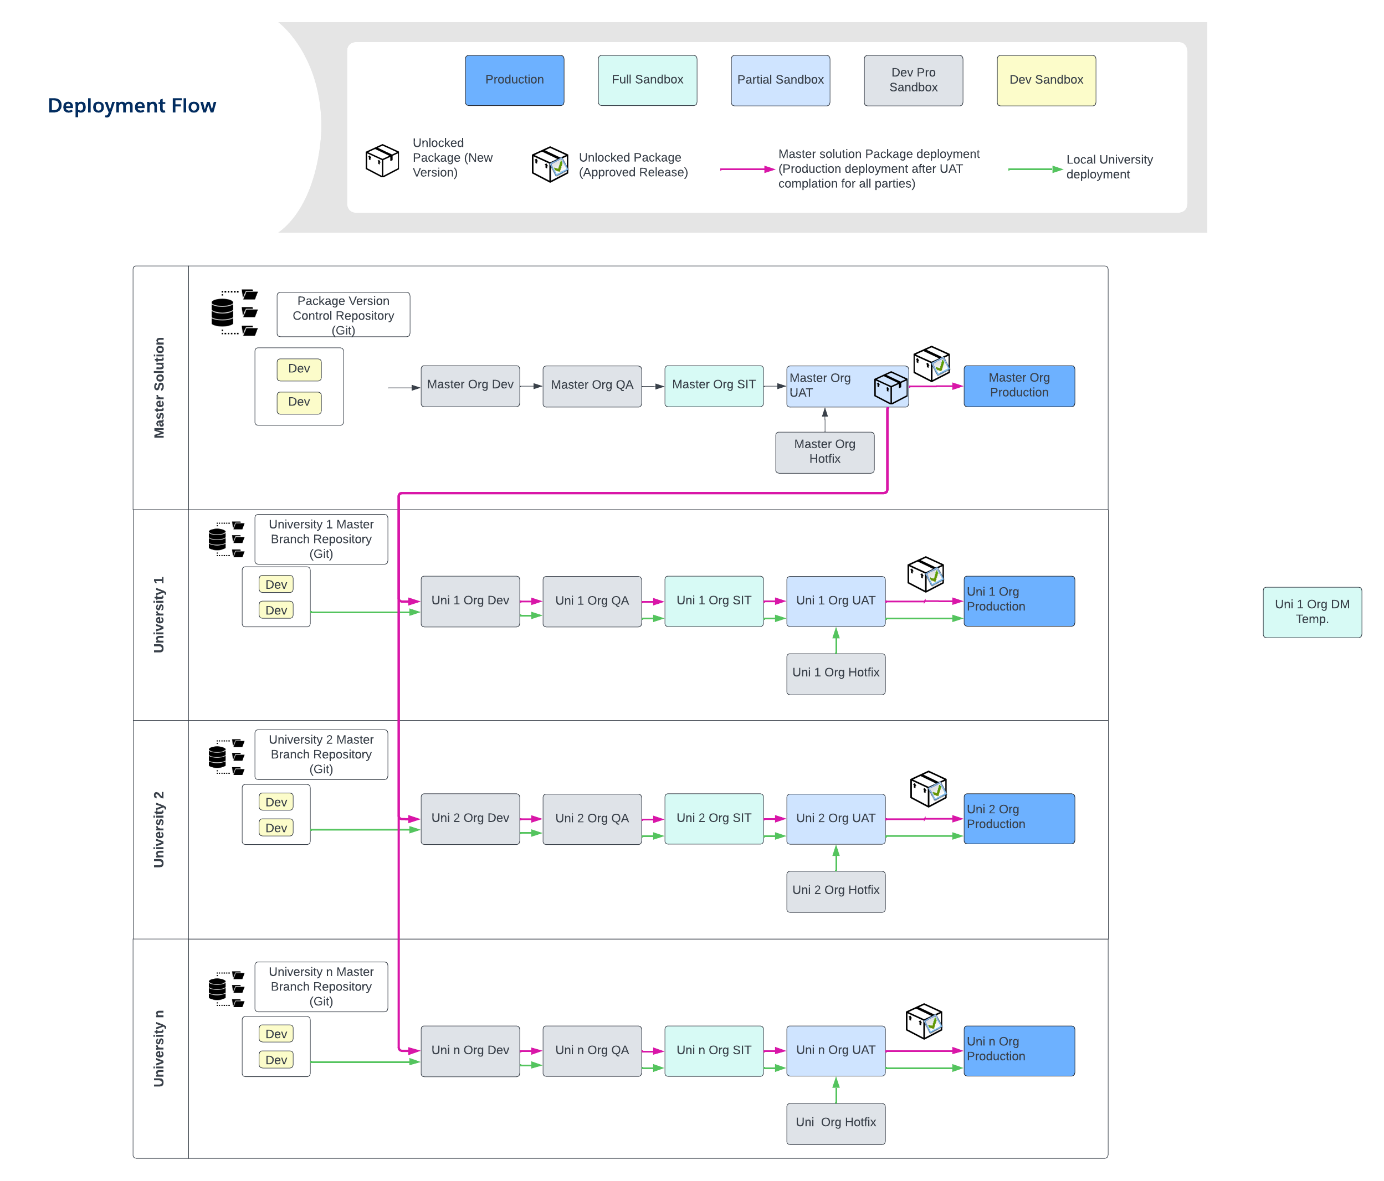 Deployment Flow
Production
Full Sandbox
Partial Sandbox
Dev Pro
Sandbox
Dev Sandbox
Unlocked
Package (New
Version)
Unlocked Package
(Approved Release)
Master solution Package deployment
(Production deployment after UAT
complation for all parties)
Local University
deployment
Master Solution
Package Version
Control Repository
(Git)
Dev
Dev
Master Org Dev
Master Org QA
Master Org SIT
Master Org
UAT
Master Org
Production
Master Org
Hotfix
University 1
University 1 Master
Branch Repository
(Git)
Dev
Dev
Uni 1 Org Dev
Uni 1 Org QA
Uni 1 Org SIT
Uni 1 Org UAT
Uni 1 Org
Production
Uni 1 Org Hotfix
Uni 1 Org DM
Temp.
University 2
University 2 Master
Branch Repository
(Git)
Dev
Dev
Uni 2 Org Dev
Uni 2 Org QA
Uni 2 Org SIT
Uni 2 Org UAT
Uni 2 Org
Production
Uni 2 Org Hotfix
University n
University n Master
Branch Repository
(Git)
Dev
Dev
Uni n Org Dev
Uni n Org QA
Uni n Org SIT
Uni n Org UAT
Uni n Org
Production
Uni  Org Hotfix